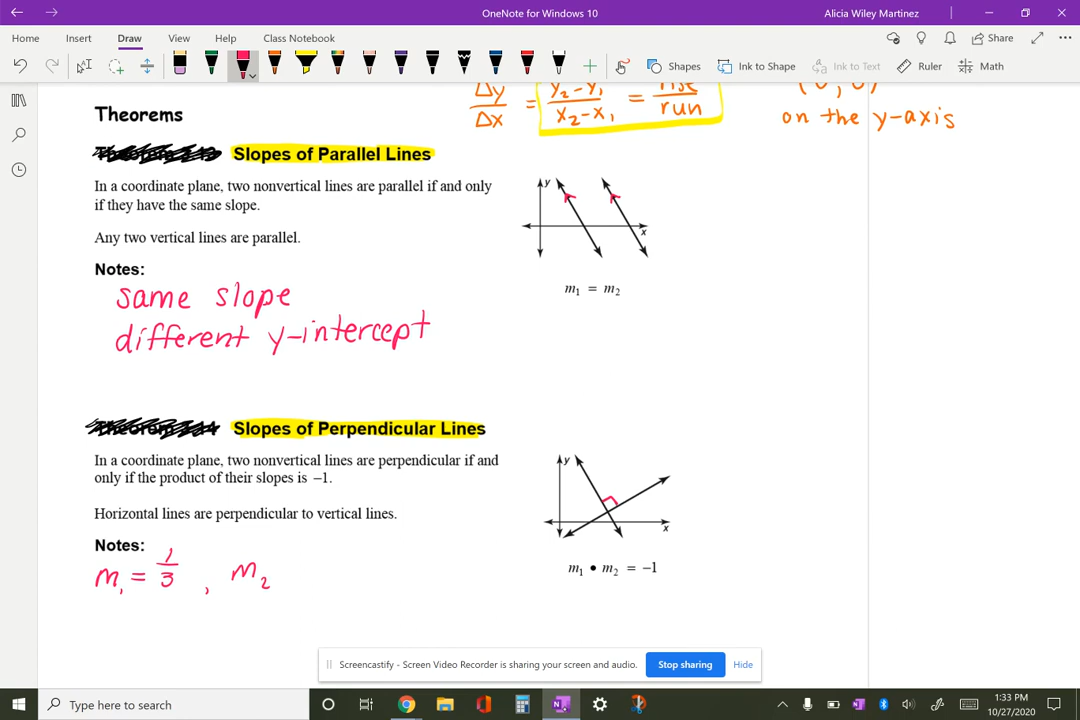 OneNote for Windows 10
Alicia Wiley Martinez
Home Insert Draw View Help Class Notebook
Share
Shapes Ink to Shape Ink to Text Ruler Math
Δy/Δx = y₂-y₁/x₂-x₁ = rise/run
on the y-axis
Theorems
Slopes of Parallel Lines
In a coordinate plane, two nonvertical lines are parallel if and only
if they have the same slope.
Any two vertical lines are parallel.
Notes:
same slope
different y-intercept
y
x
m₁ = m₂
Slopes of Perpendicular Lines
In a coordinate plane, two nonvertical lines are perpendicular if and
only if the product of their slopes is −1.
Horizontal lines are perpendicular to vertical lines.
Notes:
m₁ = 1/3 , m₂
y
x
m₁ • m₂ = −1
Screencastify - Screen Video Recorder is sharing your screen and audio.
Stop sharing
Hide
Type here to search
1:33 PM
10/27/2020